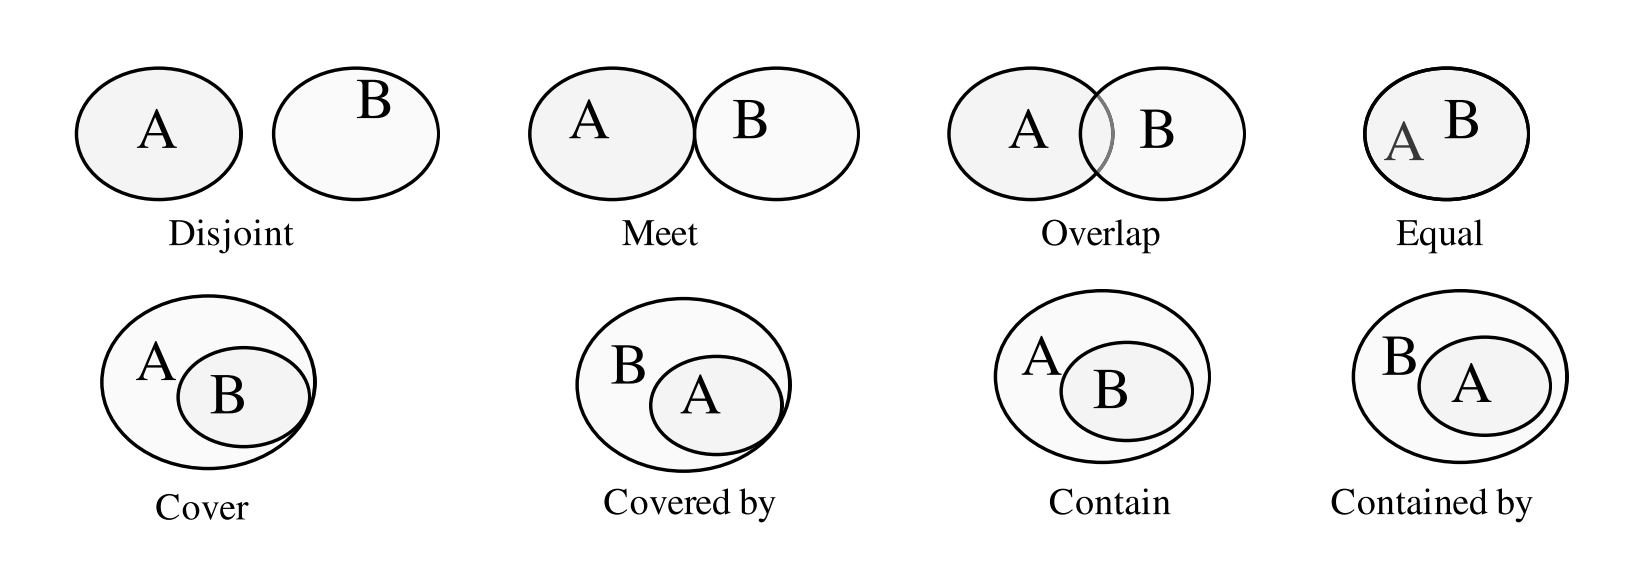 A B A B A B A B
Disjoint Meet Overlap Equal
A B B A A B B A
Cover Covered by Contain Contained by